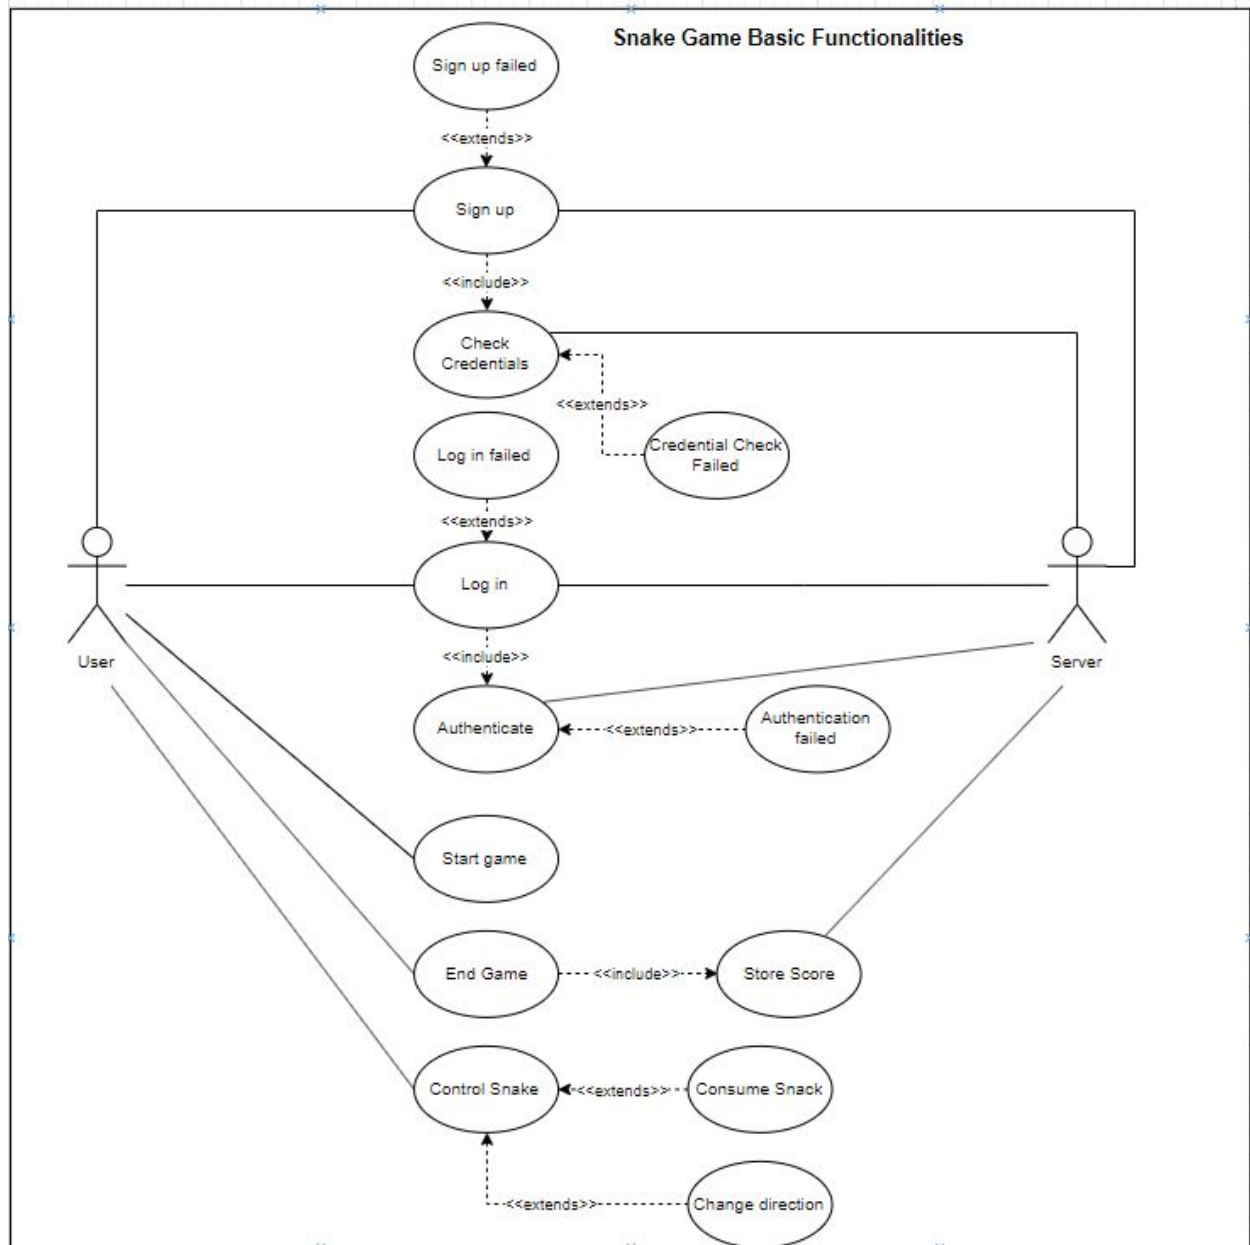 Snake Game Basic Functionalities
Sign up failed
<<extends>>
Sign up
<<include>>
Check
Credentials
<<extends>>
Log in failed
Credential Check
Failed
<<extends>>
Log in
<<include>>
User
Server
Authenticate
<<extends>>
Authentication
failed
Start game
End Game
<<include>>
Store Score
Control Snake
<<extends>>
Consume Snack
<<extends>>
Change direction